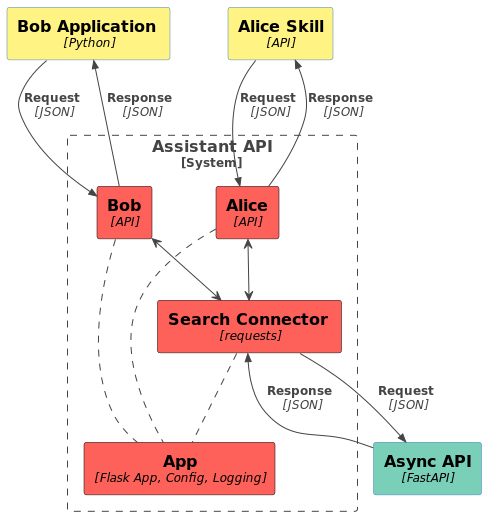 Bob Application
[Python]
Alice Skill
[API]
Request
[JSON]
Response
[JSON]
Request
[JSON]
Response
[JSON]
Assistant API
[System]
Bob
[API]
Alice
[API]
Search Connector
[requests]
Response
[JSON]
Request
[JSON]
App
[Flask App, Config, Logging]
Async API
[FastAPI]